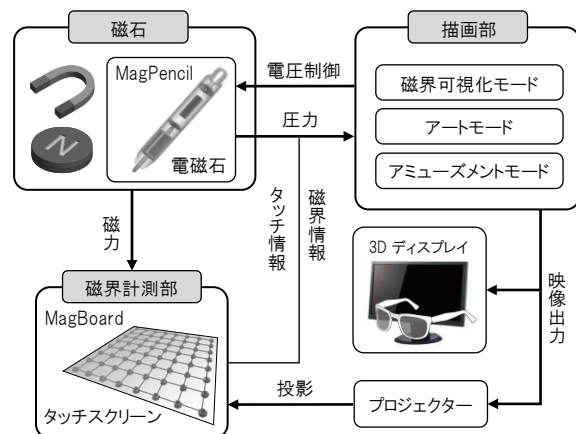 磁石
MagPencil
電磁石
N
電圧制御
圧力
描画部
磁界可視化モード
アートモード
アミューズメントモード
磁力
タッチ情報
磁界情報
3D ディスプレイ
映像出力
磁界計測部
MagBoard
タッチスクリーン
投影
プロジェクター